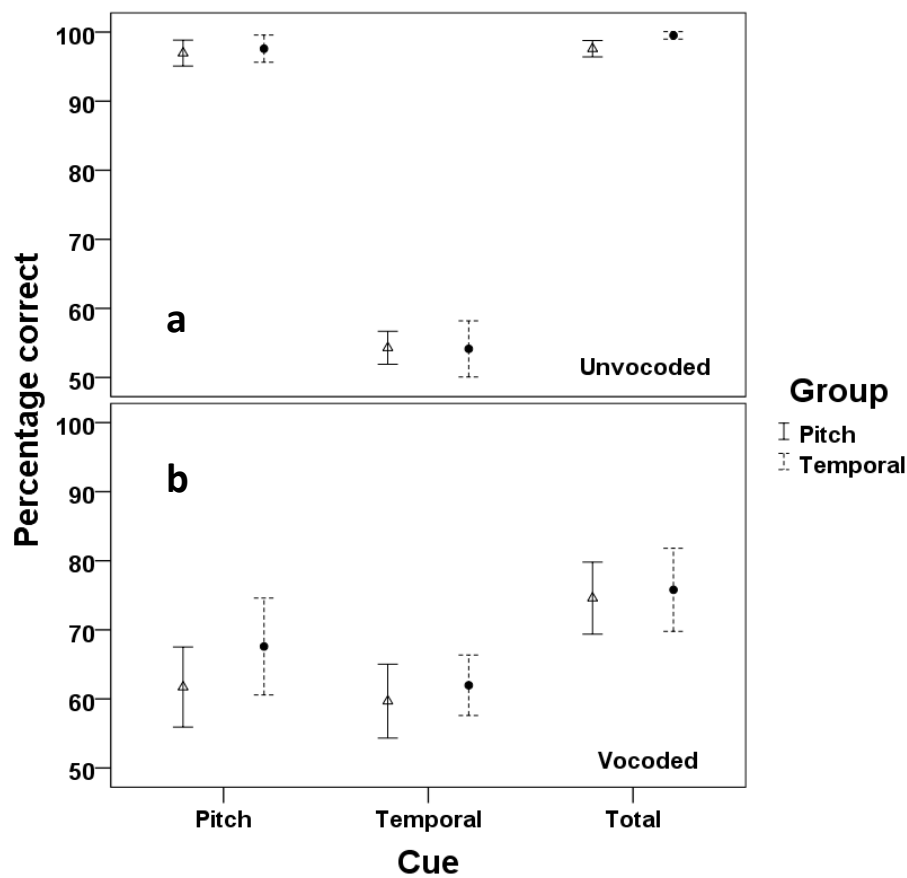 100
90
80
70
60
50
a
Unvocoded
Percentage correct
100
90
80
70
60
50
b
Vocoded
Pitch
Temporal
Total
Cue
Group
Pitch
Temporal